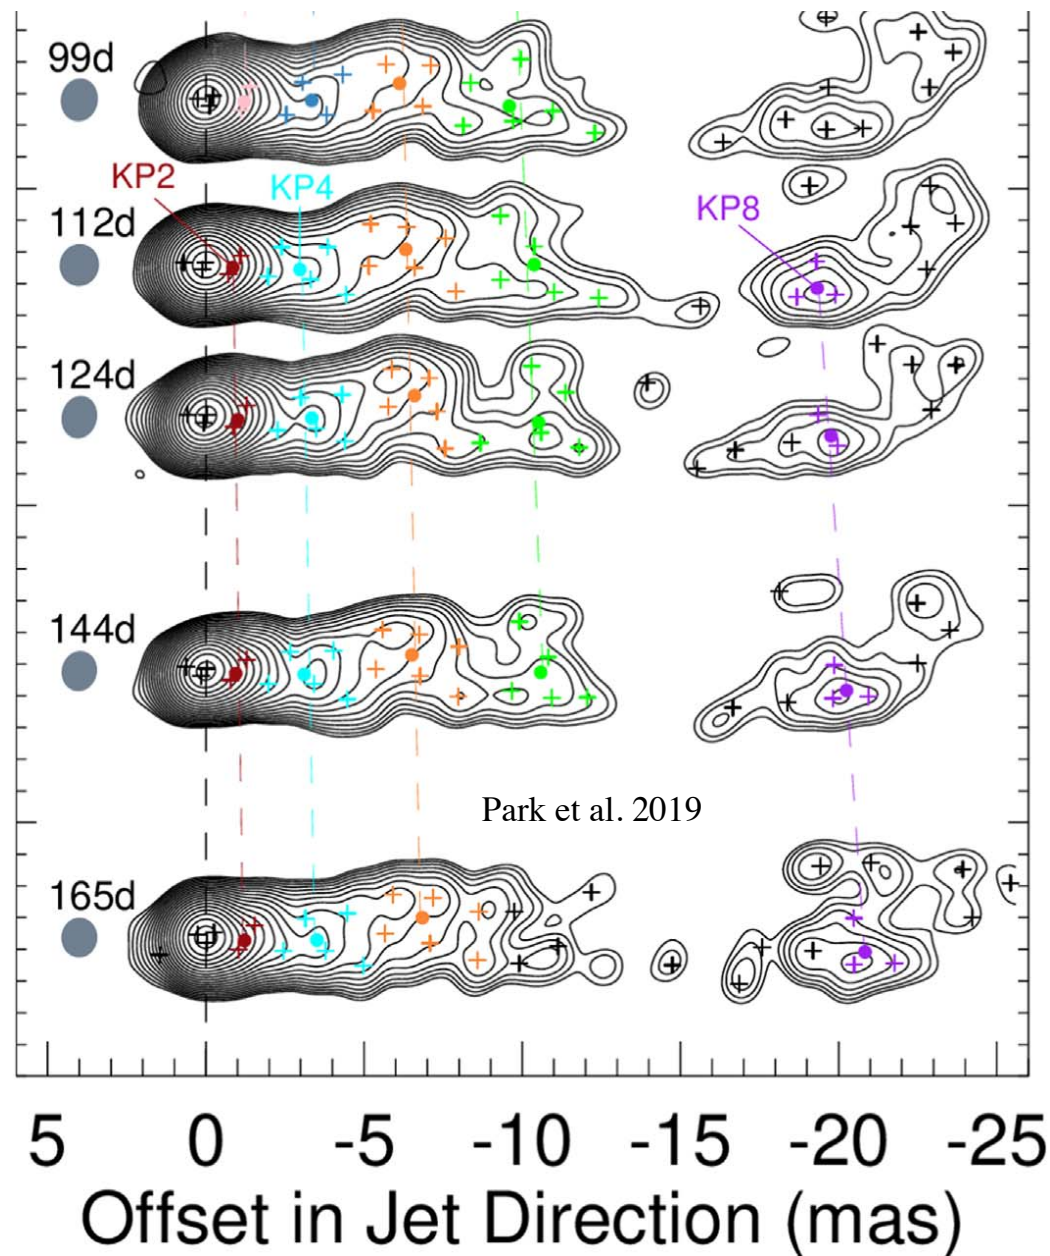 99d
KP2
KP4
112d
KP8
124d
144d
Park et al. 2019
165d
5 0 -5 -10 -15 -20 -25
Offset in Jet Direction (mas)